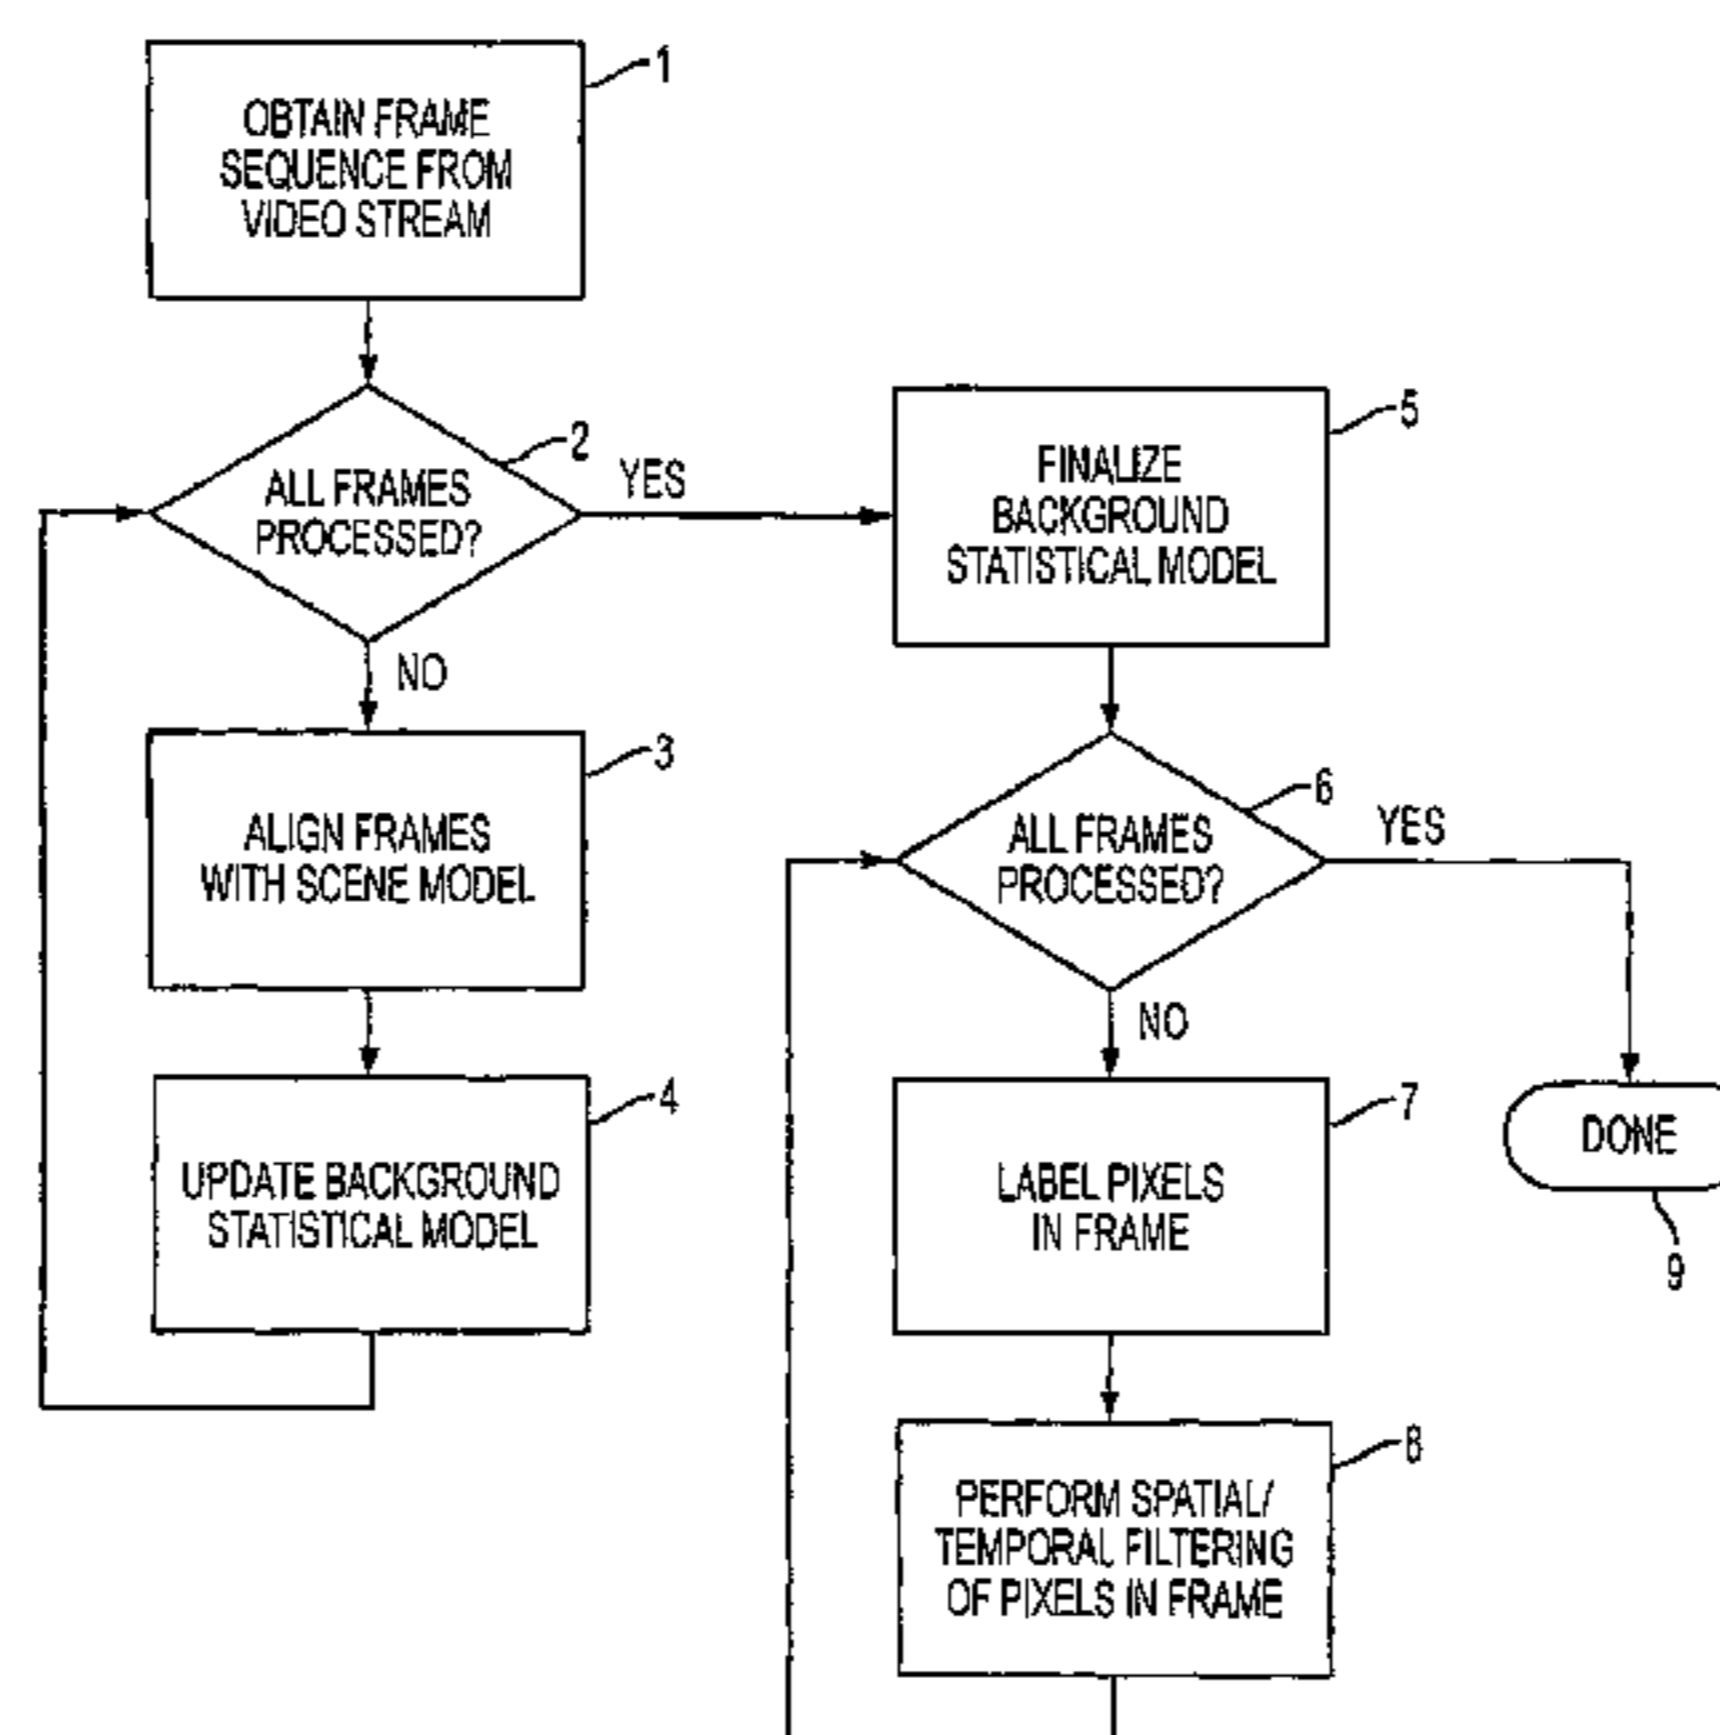 1
OBTAIN FRAME
SEQUENCE FROM
VIDEO STREAM
2
ALL FRAMES
PROCESSED?
YES
NO
3
ALIGN FRAMES
WITH SCENE MODEL
4
UPDATE BACKGROUND
STATISTICAL MODEL
5
FINALIZE
BACKGROUND
STATISTICAL MODEL
6
ALL FRAMES
PROCESSED?
YES
NO
7
LABEL PIXELS
IN FRAME
DONE
9
8
PERFORM SPATIAL/
TEMPORAL FILTERING
OF PIXELS IN FRAME